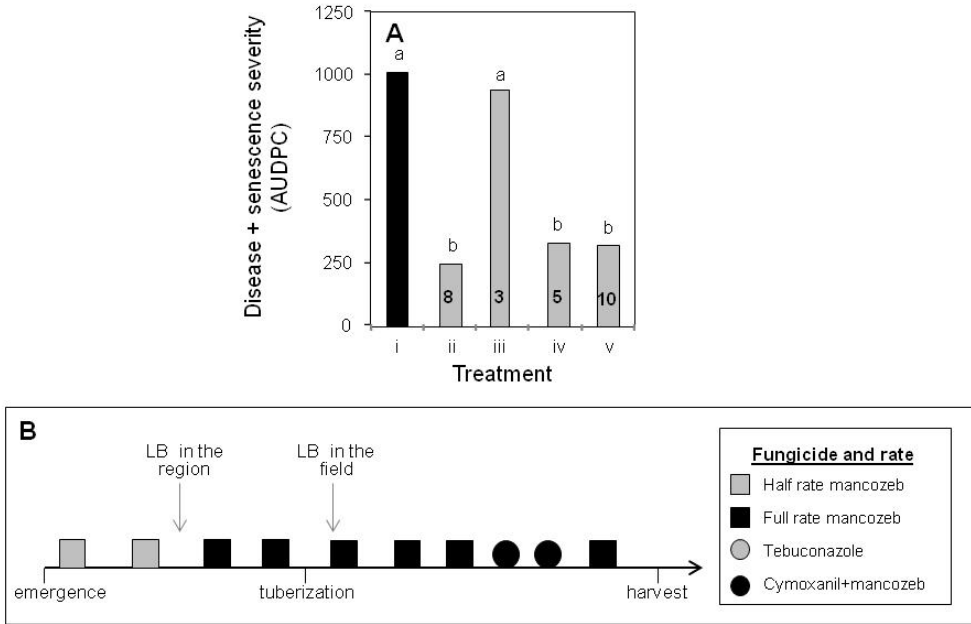 A
Disease + senescence severity
(AUDPC)
1250
1000
750
500
250
0
a
b
a
b
b
8
3
5
10
i
ii
iii
iv
v
Treatment
B
LB in the
region
LB in the
field
emergence
tuberization
harvest
Fungicide and rate
Half rate mancozeb
Full rate mancozeb
Tebuconazole
Cymoxanil+mancozeb